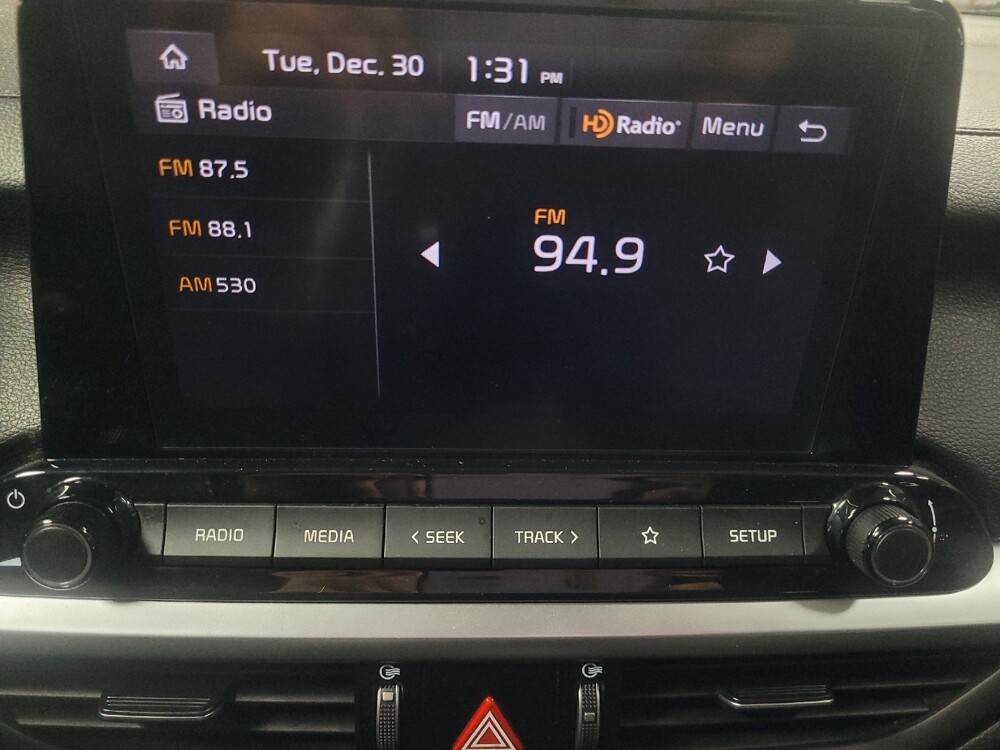 Tue, Dec. 30 1:31 PM
Radio FM/AM HD Radio Menu
FM 87.5
FM 88.1
AM 530
FM
94.9
RADIO MEDIA < SEEK TRACK > SETUP